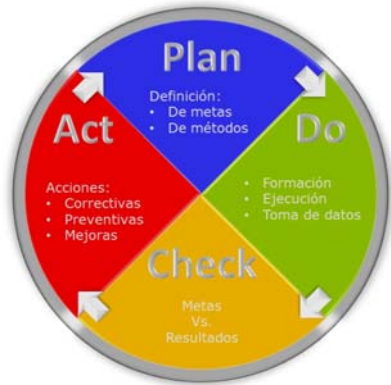 Plan
Definición:
• De metas
• De métodos
Do
• Formación
• Ejecución
• Toma de datos
Check
Metas
Vs.
Resultados
Act
Acciones:
• Correctivas
• Preventivas
• Mejoras